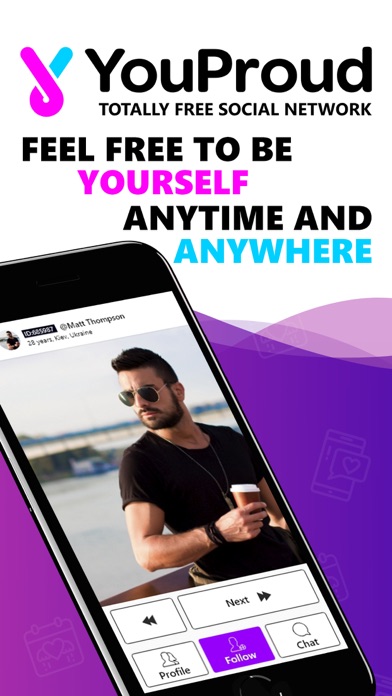 YouProud
TOTALLY FREE SOCIAL NETWORK
FEEL FREE TO BE
YOURSELF
ANYTIME AND
ANYWHERE
ID:685987 @Matt Thompson
28 years, Kiev, Ukraine
Next
Profile
Follow
Chat